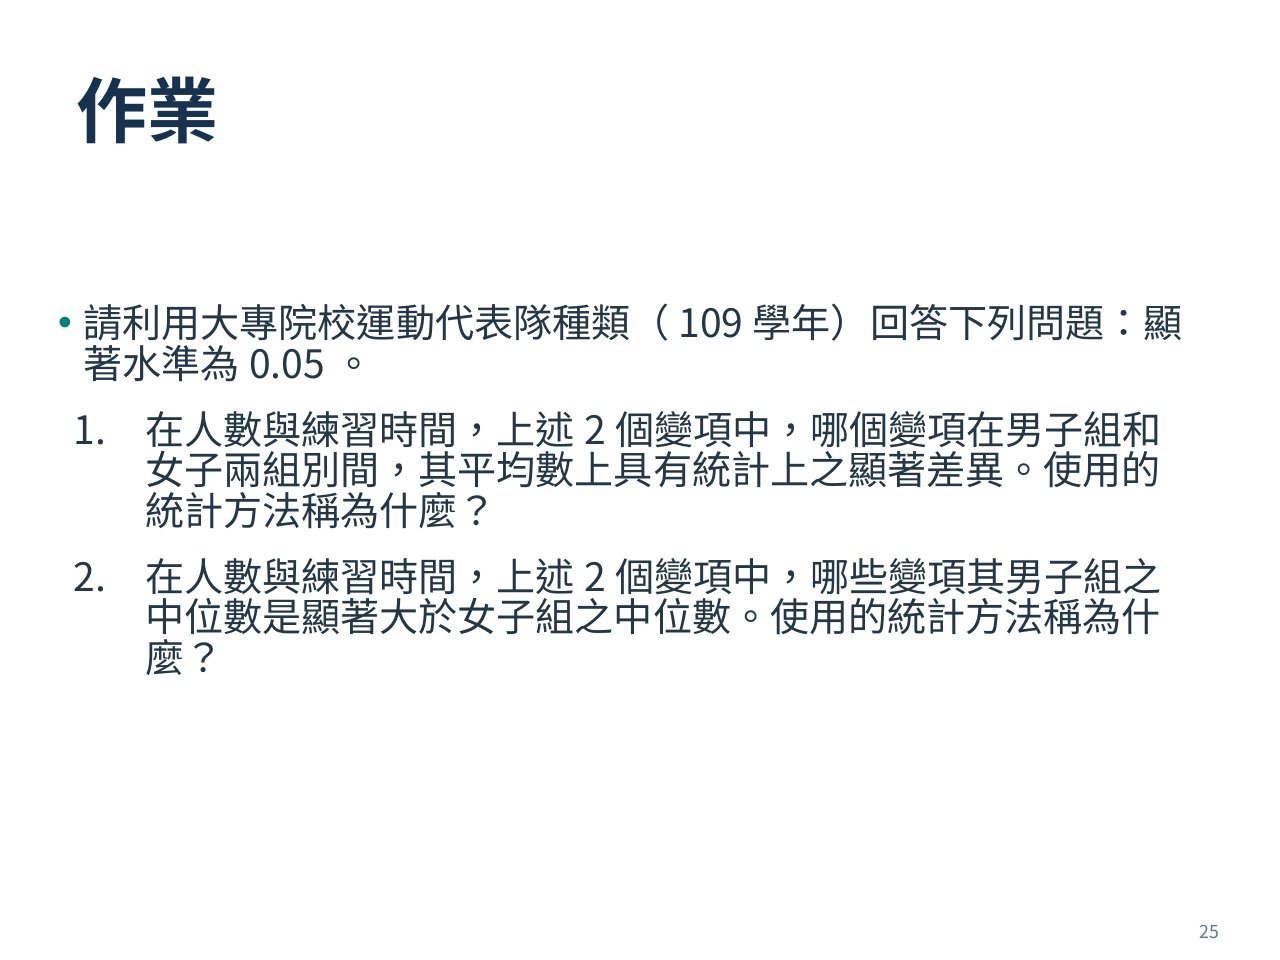 作業
• 請利用大專院校運動代表隊種類（109 學年）回答下列問題：顯
著水準為 0.05 。
1. 在人數與練習時間，上述 2 個變項中，哪個變項在男子組和
女子兩組別間，其平均數上具有統計上之顯著差異。使用的
統計方法稱為什麼？
2. 在人數與練習時間，上述 2 個變項中，哪些變項其男子組之
中位數是顯著大於女子組之中位數。使用的統計方法稱為什
麼？
25